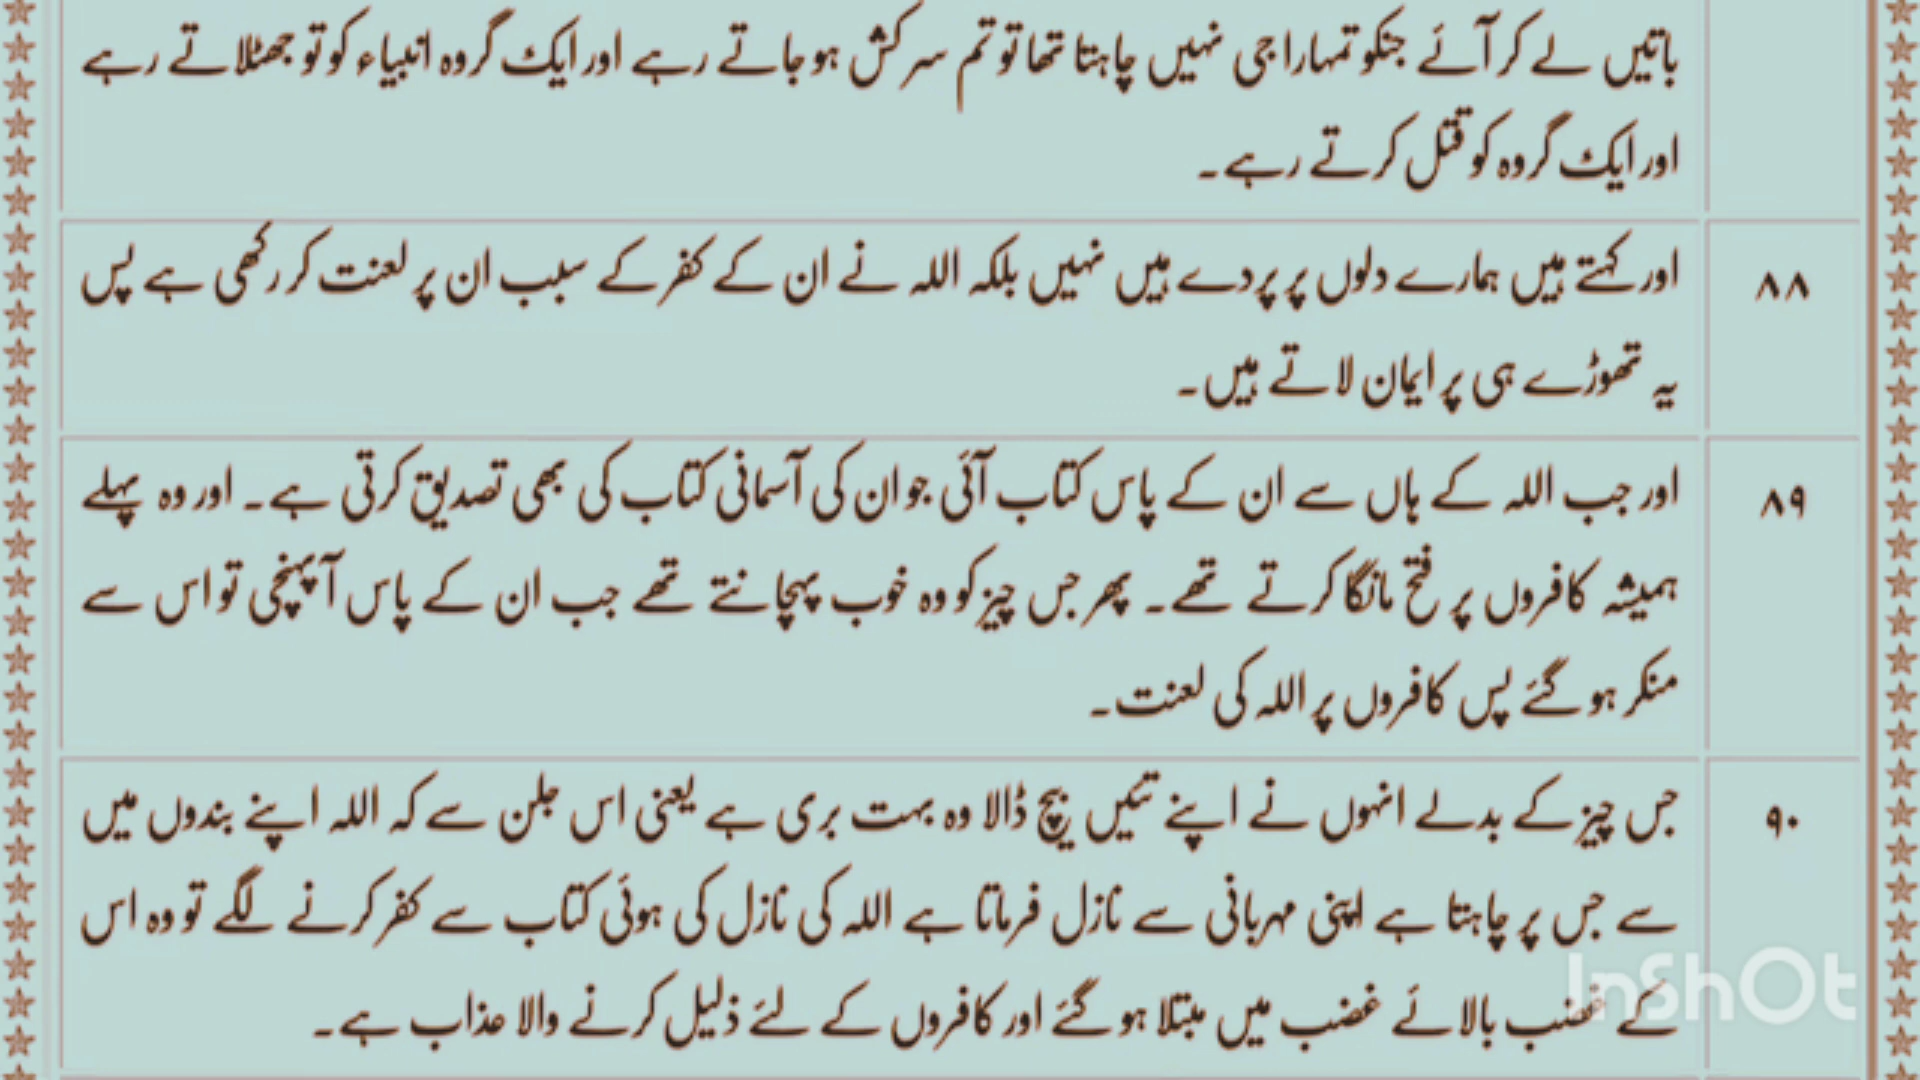 باتیں لے کر آئے جنکو تمہارا جی نہیں چاہتا تھا تو تم سرکش ہو جاتے رہے اور ایک گروہ انبیاء کو تو جھٹلاتے رہے
اور ایک گروہ کو قتل کرتے رہے۔
۸۸
اور کہتے ہیں ہمارے دلوں پر پردے ہیں نہیں بلکہ اللہ نے ان کے کفر کے سبب ان پر لعنت کر رکھی ہے پس
یہ تھوڑے ہی پر ایمان لاتے ہیں۔
۸۹
اور جب اللہ کے ہاں سے ان کے پاس کتاب آئی جو ان کی آسمانی کتاب کی بھی تصدیق کرتی ہے۔ اور وہ پہلے
ہمیشہ کافروں پر فتح مانگا کرتے تھے۔ پھر جس چیز کو وہ خوب پہچانتے تھے جب ان کے پاس آ پہنچی تو اس سے
منکر ہو گئے پس کافروں پر اللہ کی لعنت۔
۹۰
جس چیز کے بدلے انہوں نے اپنے تئیں بیچ ڈالا وہ بہت بری ہے یعنی اس جلن سے کہ اللہ اپنے بندوں میں
سے جس پر چاہتا ہے اپنی مہربانی سے نازل فرماتا ہے اللہ کی نازل کی ہوئی کتاب سے کفر کرنے لگے تو وہ اس
کے غضب بالائے غضب میں مبتلا ہو گئے اور کافروں کے لئے ذلیل کرنے والا عذاب ہے۔
InShOt